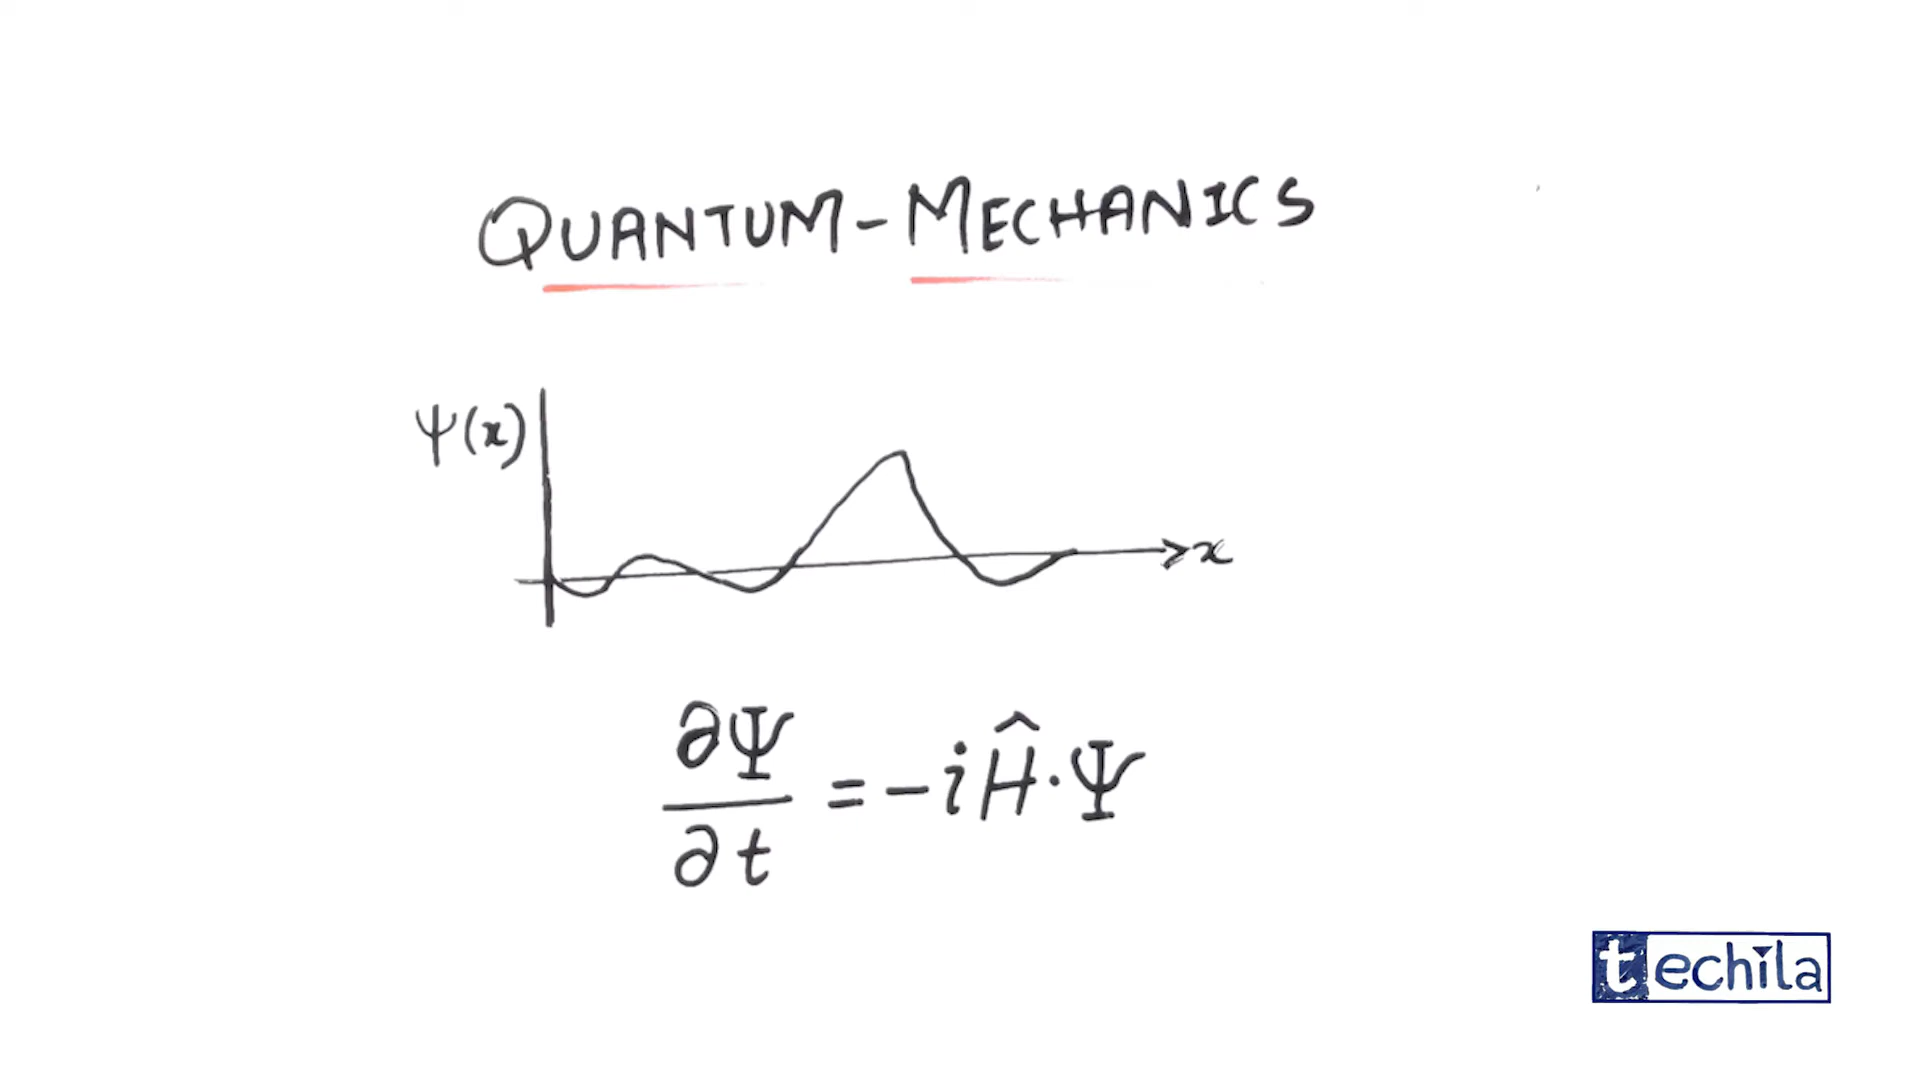 QUANTUM-MECHANICS
Ψ(x)
x
∂Ψ/∂t = -iĤ·Ψ
techila